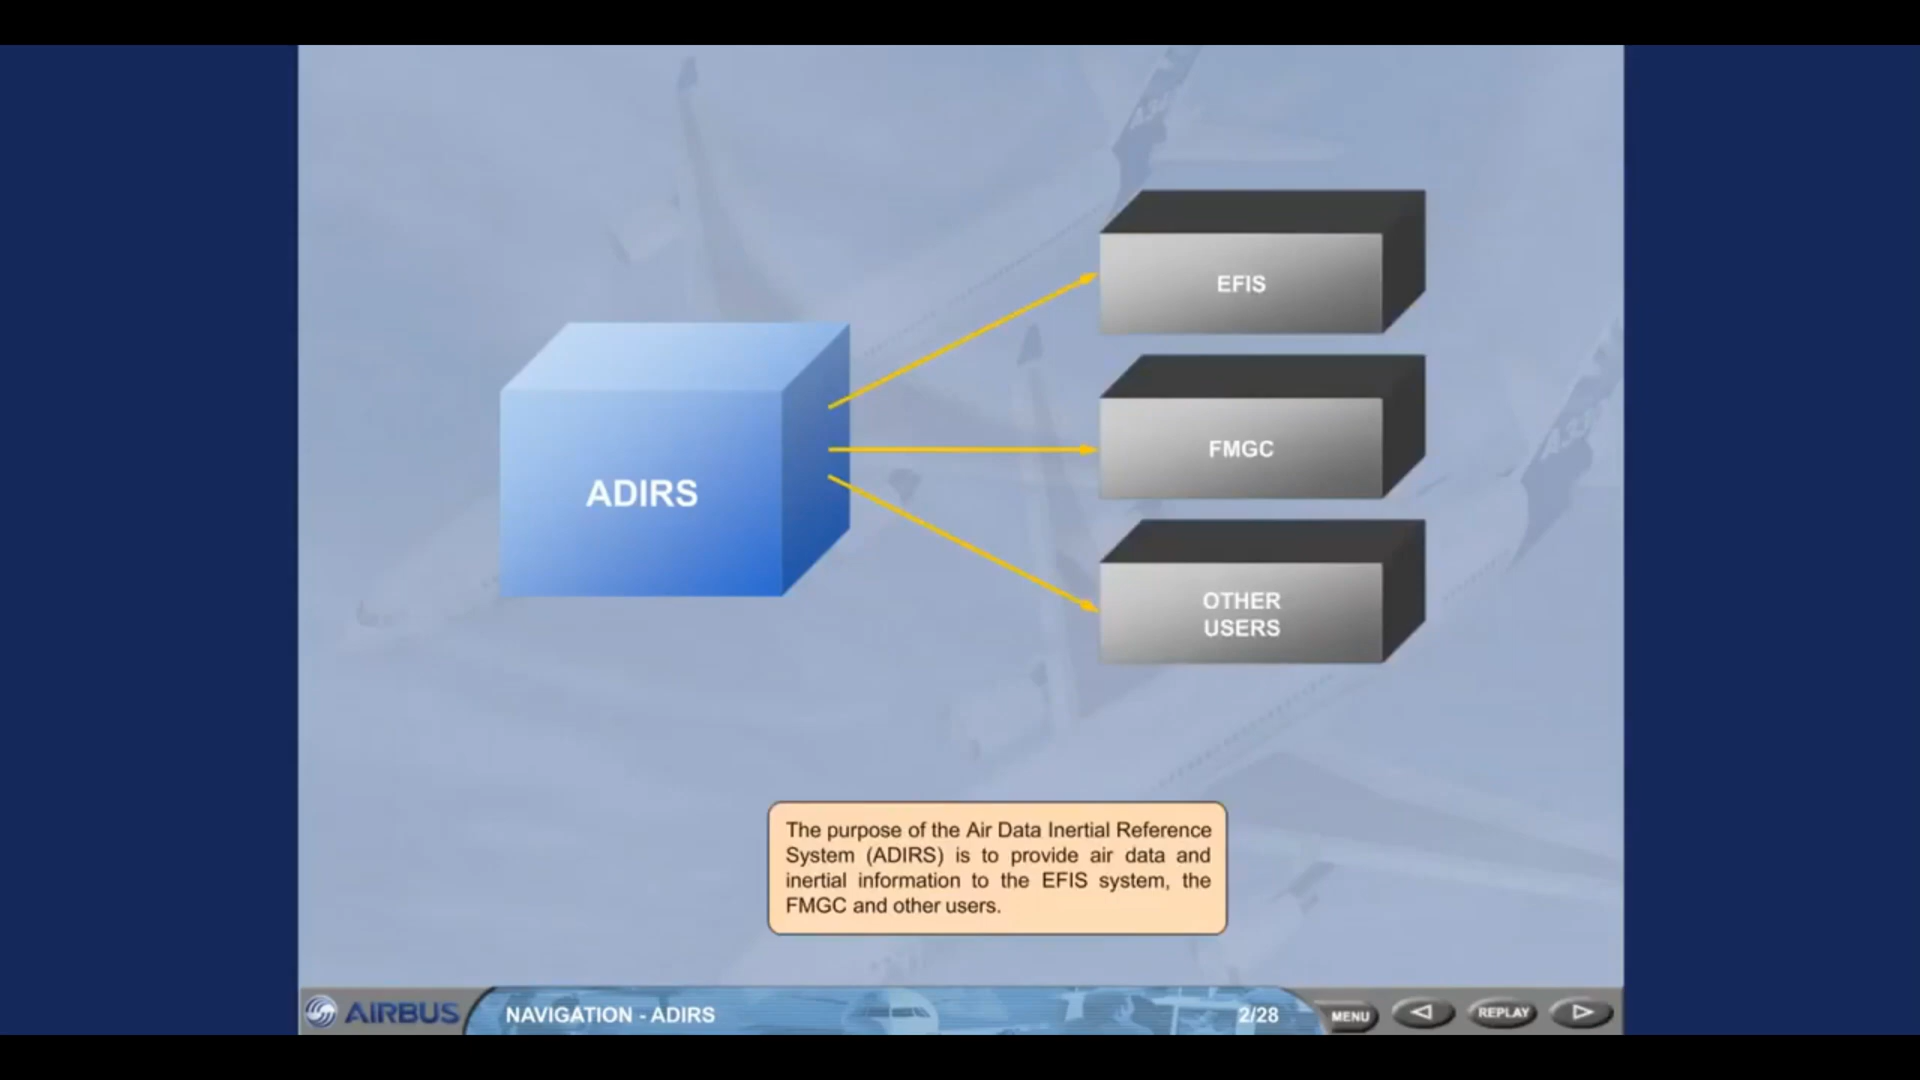 EFIS
ADIRS
FMGC
OTHER
USERS
The purpose of the Air Data Inertial Reference
System (ADIRS) is to provide air data and
inertial information to the EFIS system, the
FMGC and other users.
AIRBUS
NAVIGATION - ADIRS
2/28
MENU
REPLAY